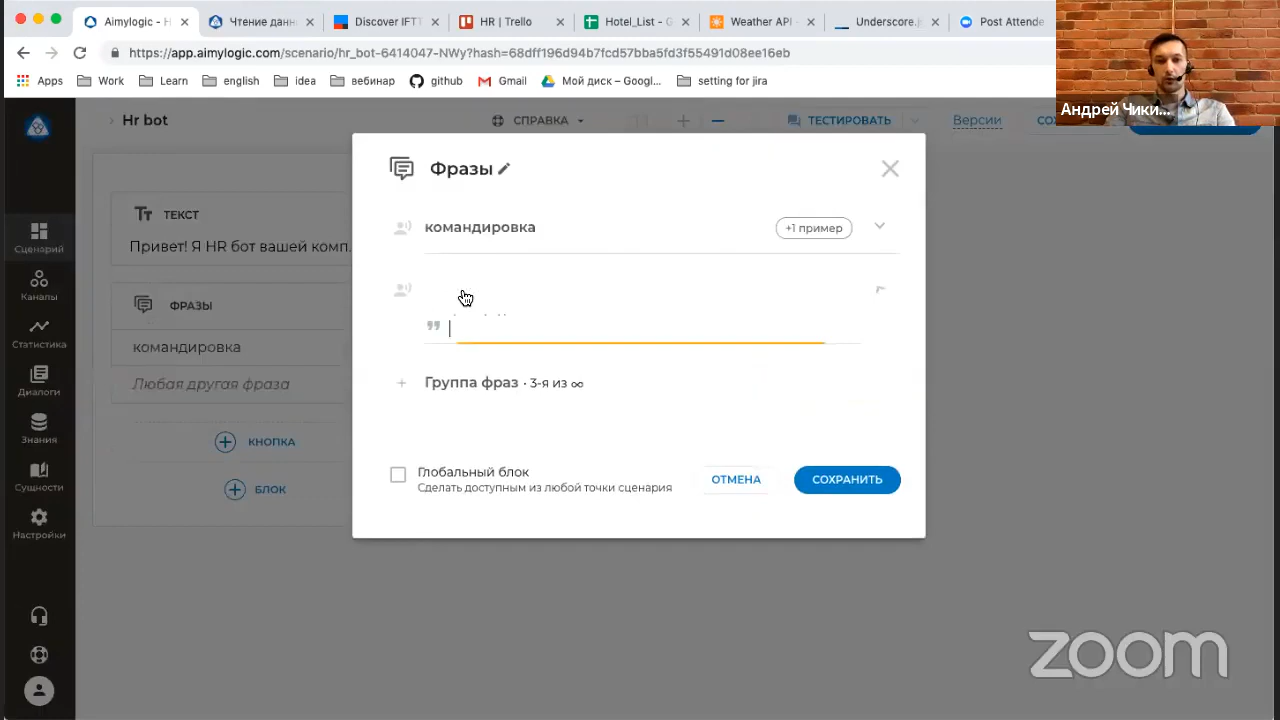 Aimylogic - H
Чтение данн
Discover IFTT
HR | Trello
Hotel_List - G
Weather API -
Underscore.js
Post Attende
https://app.aimylogic.com/scenario/hr_bot-6414047-NWy?hash=68dff196d94b7fcd57bba5fd3f55491d08ee16eb
Apps
Work
Learn
english
idea
вебинар
github
Gmail
Мой диск – Googl...
setting for jira
Андрей Чики...
Hr bot
СПРАВКА
ТЕСТИРОВАТЬ
Версии
Сценарий
Каналы
Статистика
Диалоги
Знания
Сущности
Настройки
ТЕКСТ
Привет! Я HR бот вашей комп.
ФРАЗЫ
командировка
Любая другая фраза
КНОПКА
БЛОК
Фразы
командировка
+1 пример
Группа фраз · 3-я из ∞
Глобальный блок
Сделать доступным из любой точки сценария
ОТМЕНА
СОХРАНИТЬ
zoom